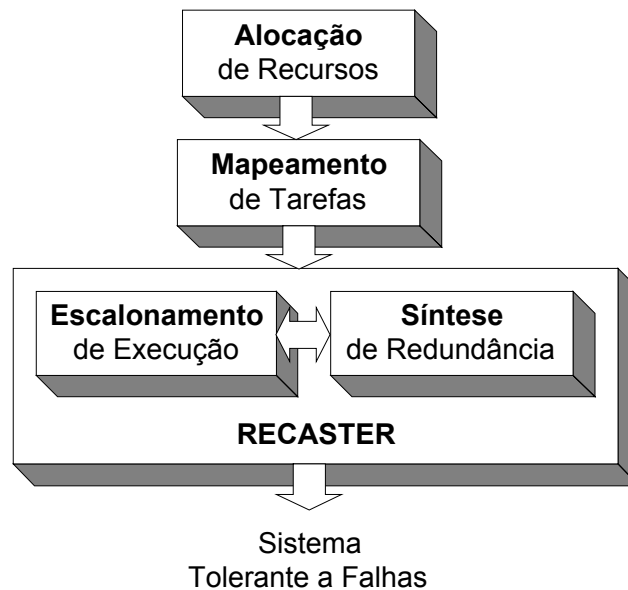 Alocação
de Recursos
Mapeamento
de Tarefas
Escalonamento
de Execução
Síntese
de Redundância
RECASTER
Sistema
Tolerante a Falhas